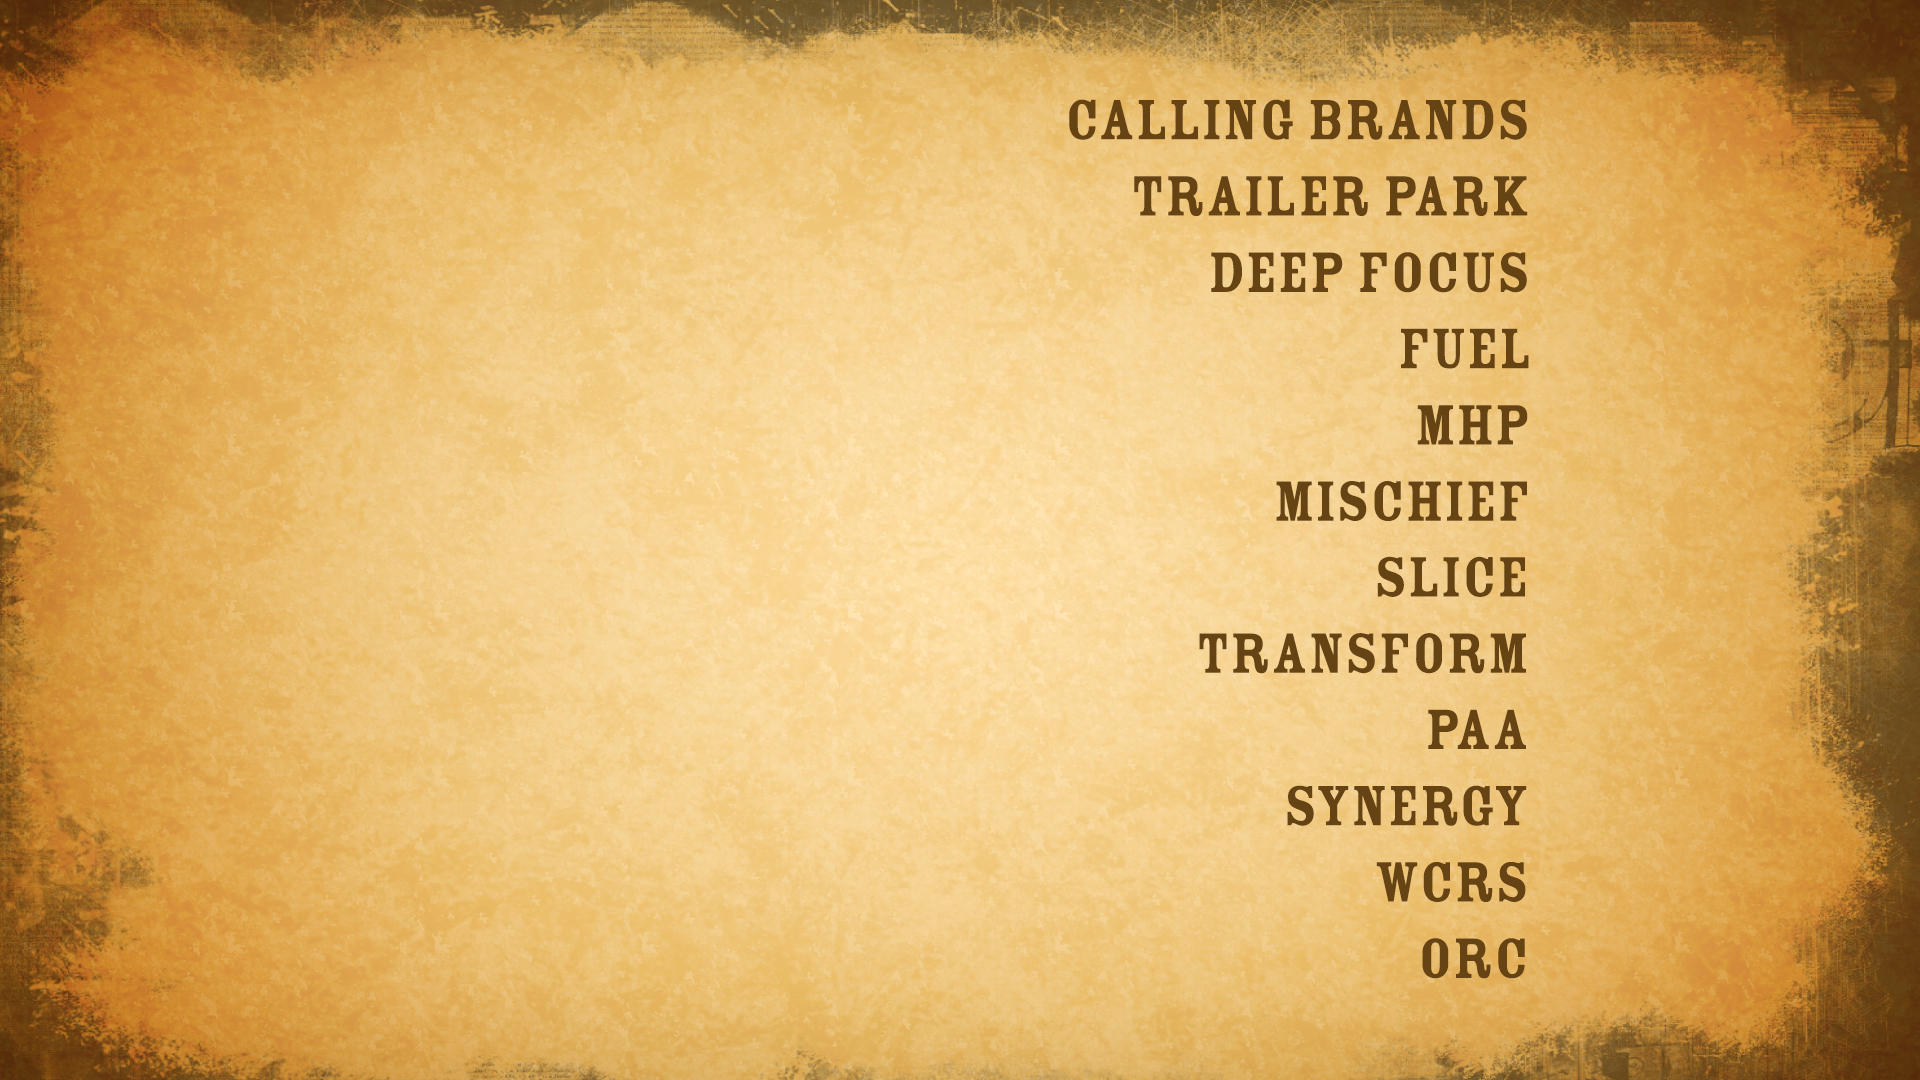 CALLING BRANDS
TRAILER PARK
DEEP FOCUS
FUEL
MHP
MISCHIEF
SLICE
TRANSFORM
PAA
SYNERGY
WCRS
ORC